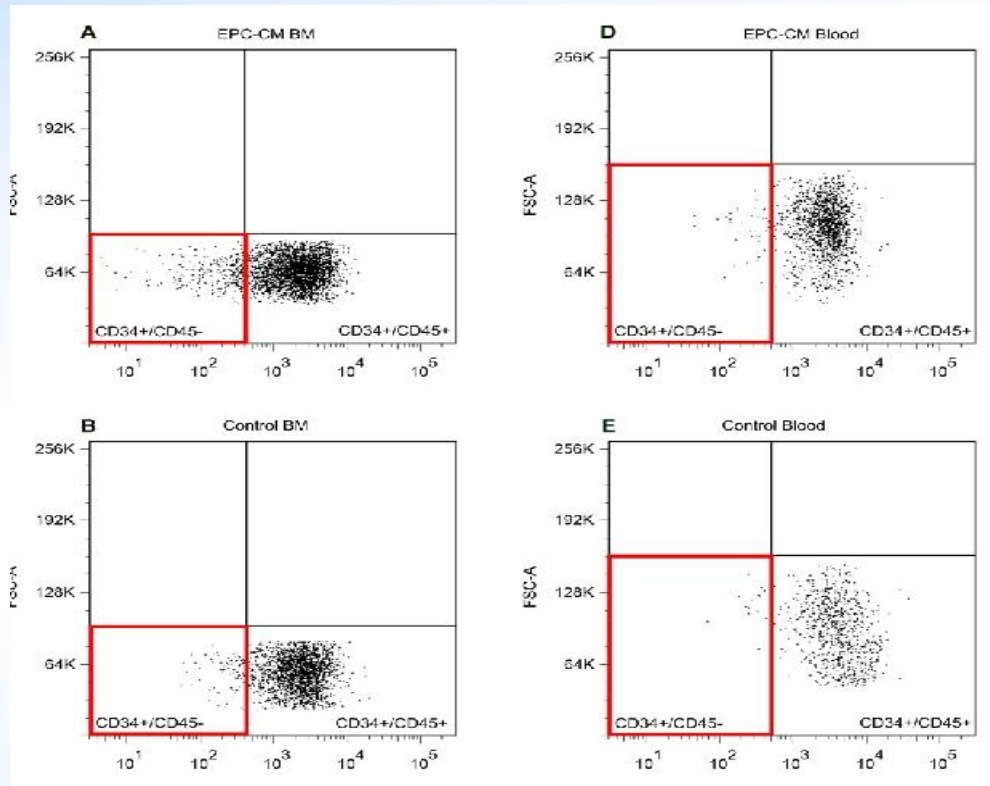 A
EPC-CM BM
256K
192K
128K
64K
FSC-A
CD34+/CD45-
CD34+/CD45+
10¹ 10² 10³ 10⁴ 10⁵
D
EPC-CM Blood
256K
192K
128K
64K
FSC-A
CD34+/CD45-
CD34+/CD45+
10¹ 10² 10³ 10⁴ 10⁵
B
Control BM
256K
192K
128K
64K
FSC-A
CD34+/CD45-
CD34+/CD45+
10¹ 10² 10³ 10⁴ 10⁵
E
Control Blood
256K
192K
128K
64K
FSC-A
CD34+/CD45-
CD34+/CD45+
10¹ 10² 10³ 10⁴ 10⁵